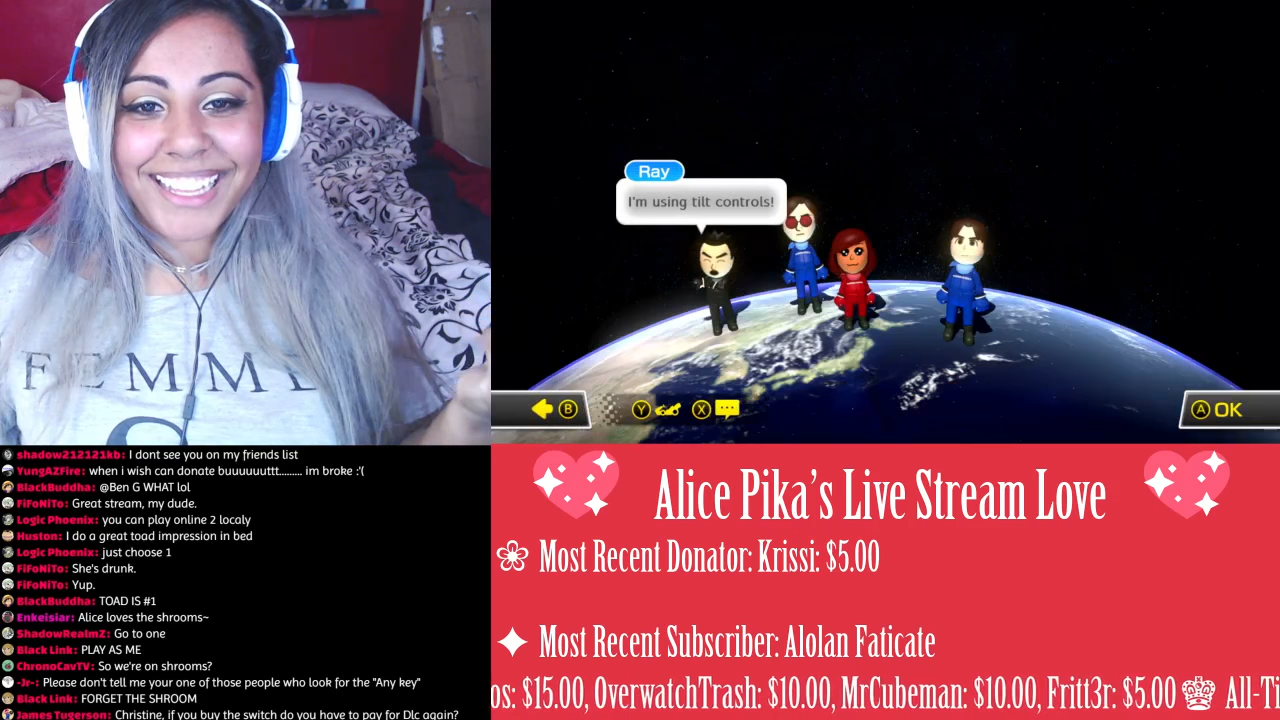 FEMME
Ray
I'm using tilt controls!
B
Y
X
A OK
shadow212121kb: I dont see you on my friends list
YungAZFire: when i wish can donate buuuuuuttt......... im broke :'(
BlackBuddha: @Ben G WHAT lol
FiFoNiTo: Great stream, my dude.
Logic Phoenix: you can play online 2 localy
Huston: I do a great toad impression in bed
Logic Phoenix: just choose 1
FiFoNiTo: She's drunk.
FiFoNiTo: Yup.
BlackBuddha: TOAD IS #1
Enkeisiar: Alice loves the shrooms~
ShadowRealmZ: Go to one
Black Link: PLAY AS ME
ChronoCavTV: So we're on shrooms?
-Jr-: Please don't tell me your one of those people who look for the "Any key"
Black Link: FORGET THE SHROOM
James Tugerson: Christine, if you buy the switch do you have to pay for Dlc again?
Alice Pika's Live Stream Love
Most Recent Donator: Krissi: $5.00
Most Recent Subscriber: Alolan Faticate
os: $15.00, OverwatchTrash: $10.00, MrCubeman: $10.00, Fritt3r: $5.00 All-Ti